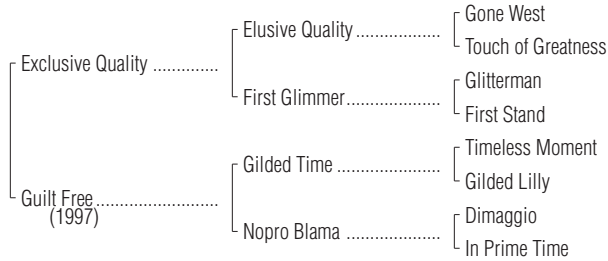 Gone West
Elusive Quality ..................
Touch of Greatness
Exclusive Quality ..............
Glitterman
First Glimmer....................
First Stand
Timeless Moment
Gilded Time ......................
Gilded Lilly
Guilt Free..........................
(1997)
Dimaggio
Nopro Blama ....................
In Prime Time